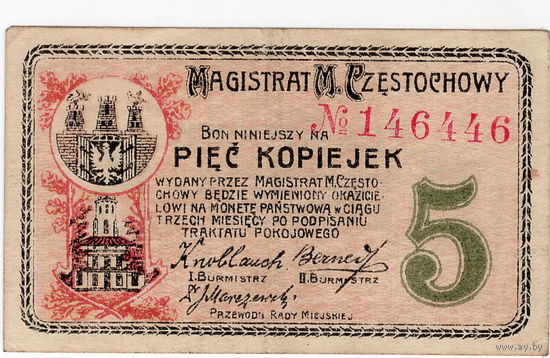 MAGISTRAT M. CZĘSTOCHOWY
№ 146446
BON NINIEJSZY NA
PIĘĆ KOPIEJEK
WYDANY PRZEZ MAGISTRAT M. CZĘSTO-
CHOWY BĘDZIE WYMIENIONY OKAZICIE-
LOWI NA MONETĘ PAŃSTWOWĄ W CIĄGU
TRZECH MIESIĘCY PO PODPISANIU
TRAKTATU POKOJOWEGO
5
Knoblauch
I. BURMISTRZ II. BURMISTRZ
PRZEWODN. RADY MIEJSKIEJ
www.ay.by